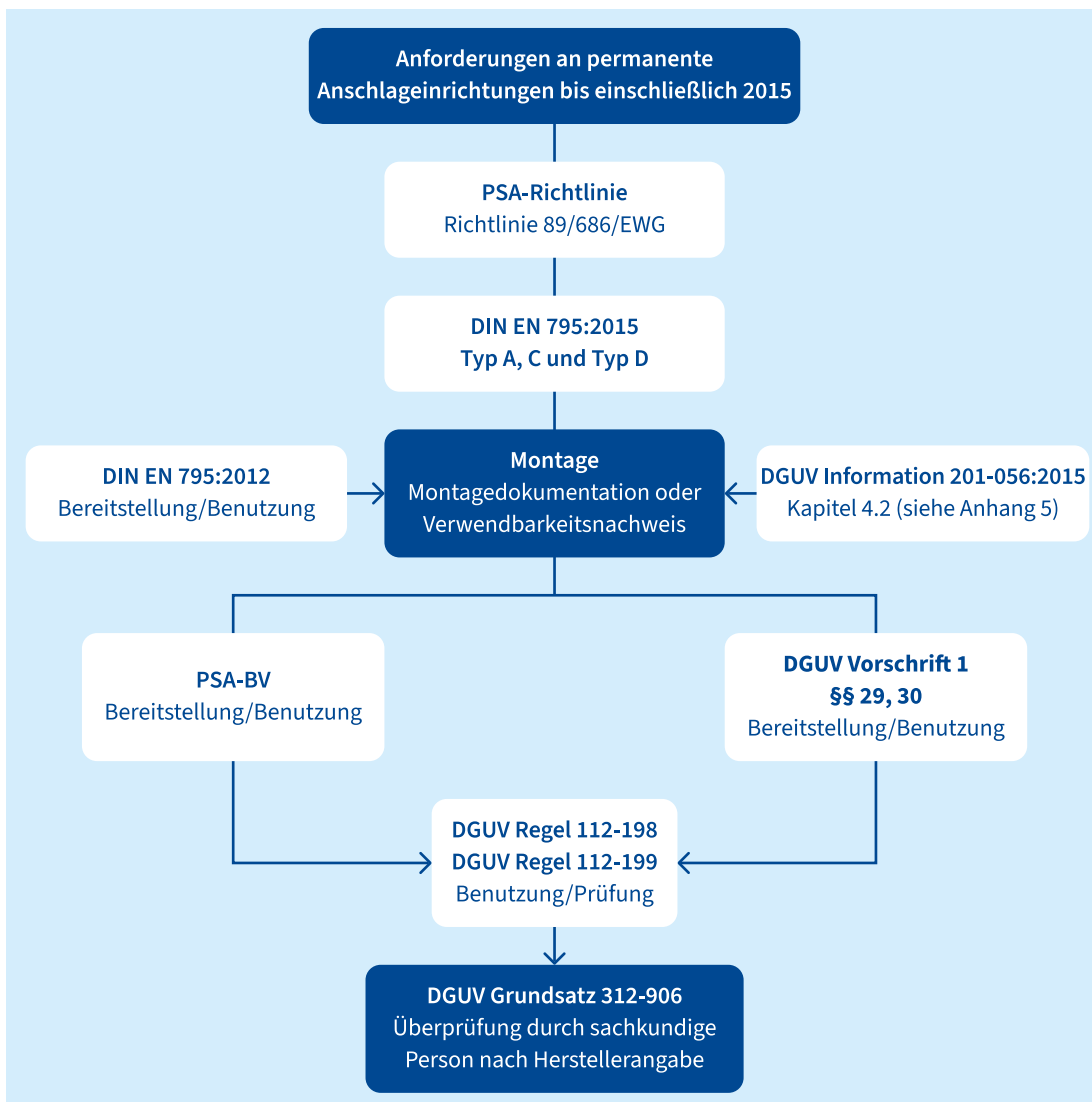 Anforderungen an permanente
Anschlageinrichtungen bis einschließlich 2015
PSA-Richtlinie
Richtlinie 89/686/EWG
DIN EN 795:2015
Typ A, C und Typ D
DIN EN 795:2012
Bereitstellung/Benutzung
Montage
Montagedokumentation oder
Verwendbarkeitsnachweis
DGUV Information 201-056:2015
Kapitel 4.2 (siehe Anhang 5)
PSA-BV
Bereitstellung/Benutzung
DGUV Vorschrift 1
§§ 29, 30
Bereitstellung/Benutzung
DGUV Regel 112-198
DGUV Regel 112-199
Benutzung/Prüfung
DGUV Grundsatz 312-906
Überprüfung durch sachkundige
Person nach Herstellerangabe